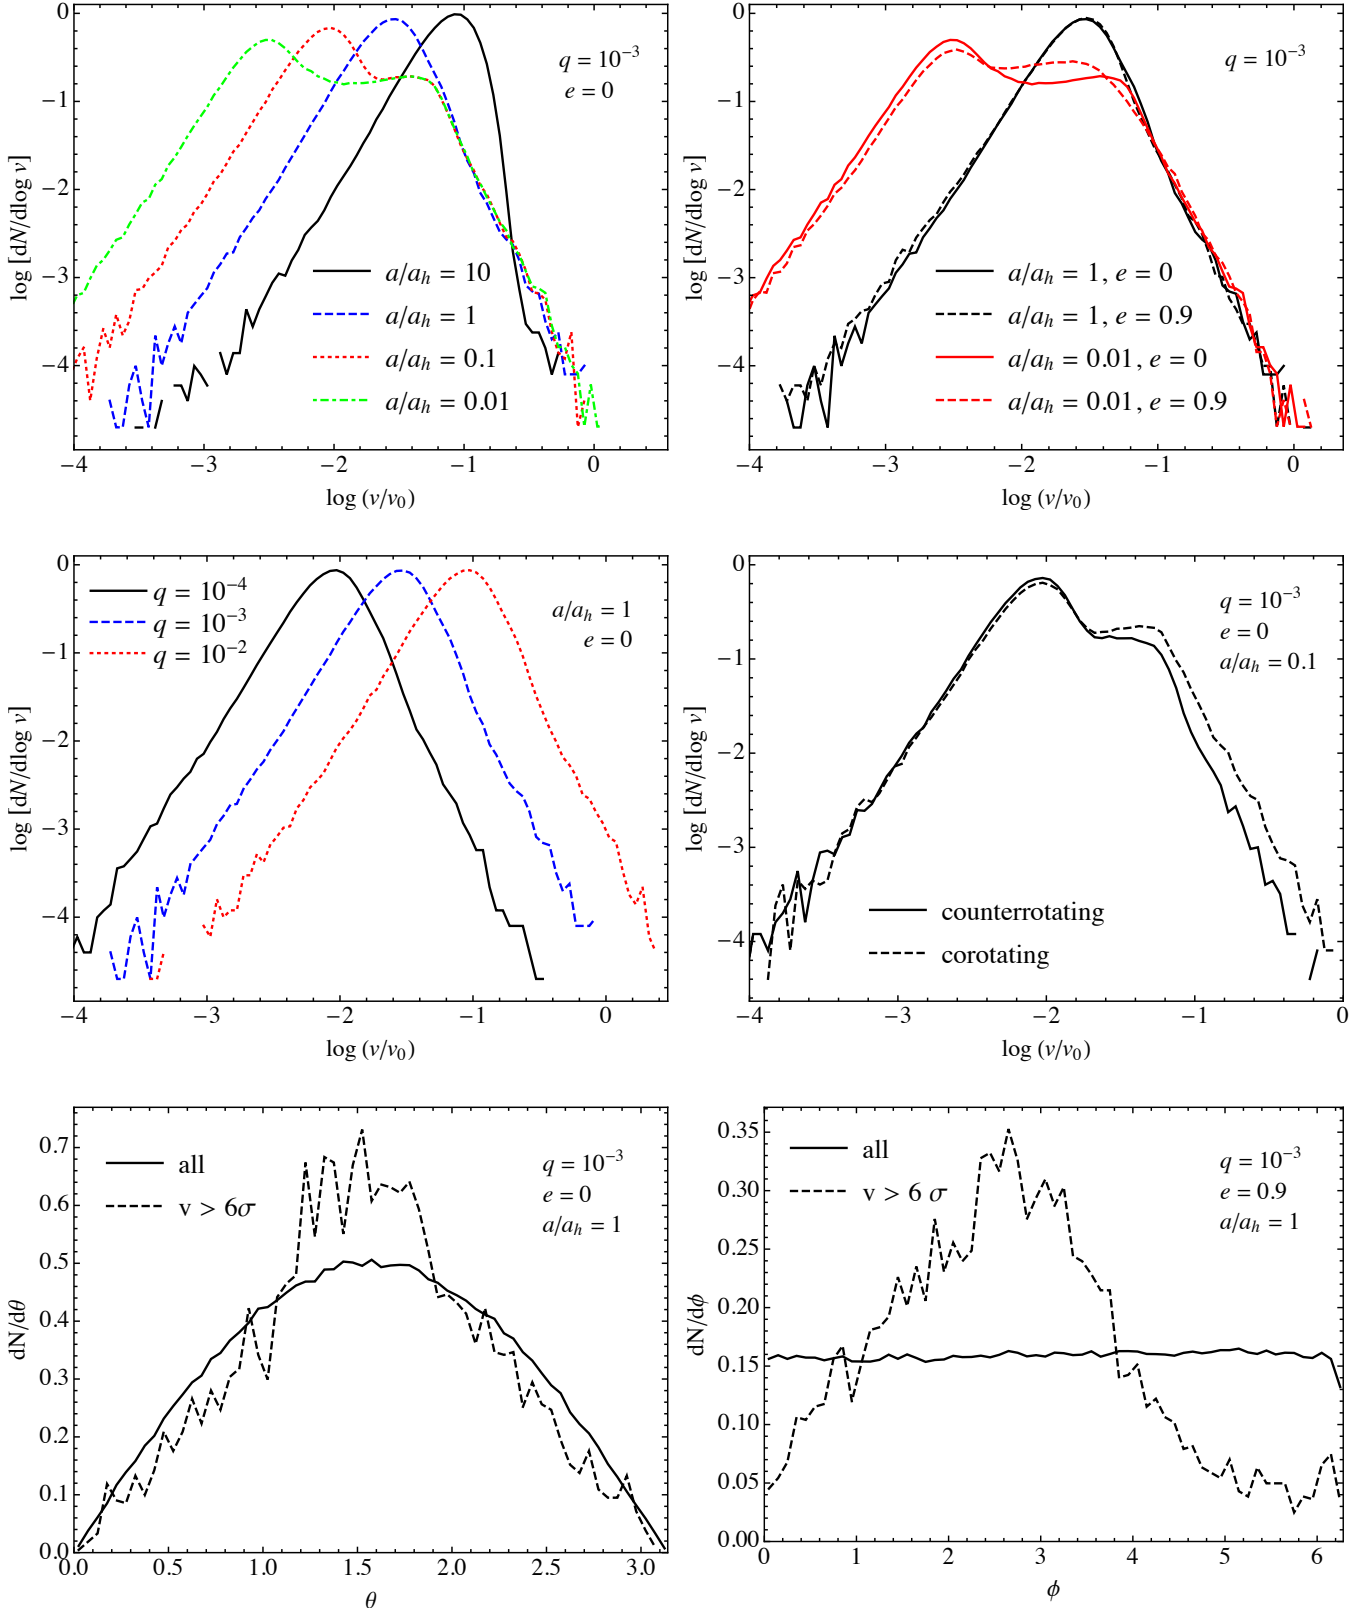 0
−1
−2
−3
−4
log [dN/dlog v]
q = 10⁻³
e = 0
a/a_h = 10
a/a_h = 1
a/a_h = 0.1
a/a_h = 0.01
−4 −3 −2 −1 0
log (v/v₀)
0
−1
−2
−3
−4
log [dN/dlog v]
q = 10⁻³
a/a_h = 1, e = 0
a/a_h = 1, e = 0.9
a/a_h = 0.01, e = 0
a/a_h = 0.01, e = 0.9
−4 −3 −2 −1 0
log (v/v₀)
0
−1
−2
−3
−4
log [dN/dlog v]
q = 10⁻⁴
q = 10⁻³
q = 10⁻²
a/a_h = 1
e = 0
−4 −3 −2 −1 0
log (v/v₀)
0
−1
−2
−3
−4
log [dN/dlog v]
q = 10⁻³
e = 0
a/a_h = 0.1
counterrotating
corotating
−4 −3 −2 −1 0
log (v/v₀)
0.7
0.6
0.5
0.4
0.3
0.2
0.1
0.0
dN/dθ
all
v > 6σ
q = 10⁻³
e = 0
a/a_h = 1
0.0 0.5 1.0 1.5 2.0 2.5 3.0
θ
0.35
0.30
0.25
0.20
0.15
0.10
0.05
0.00
dN/dϕ
all
v > 6 σ
q = 10⁻³
e = 0.9
a/a_h = 1
0 1 2 3 4 5 6
ϕ